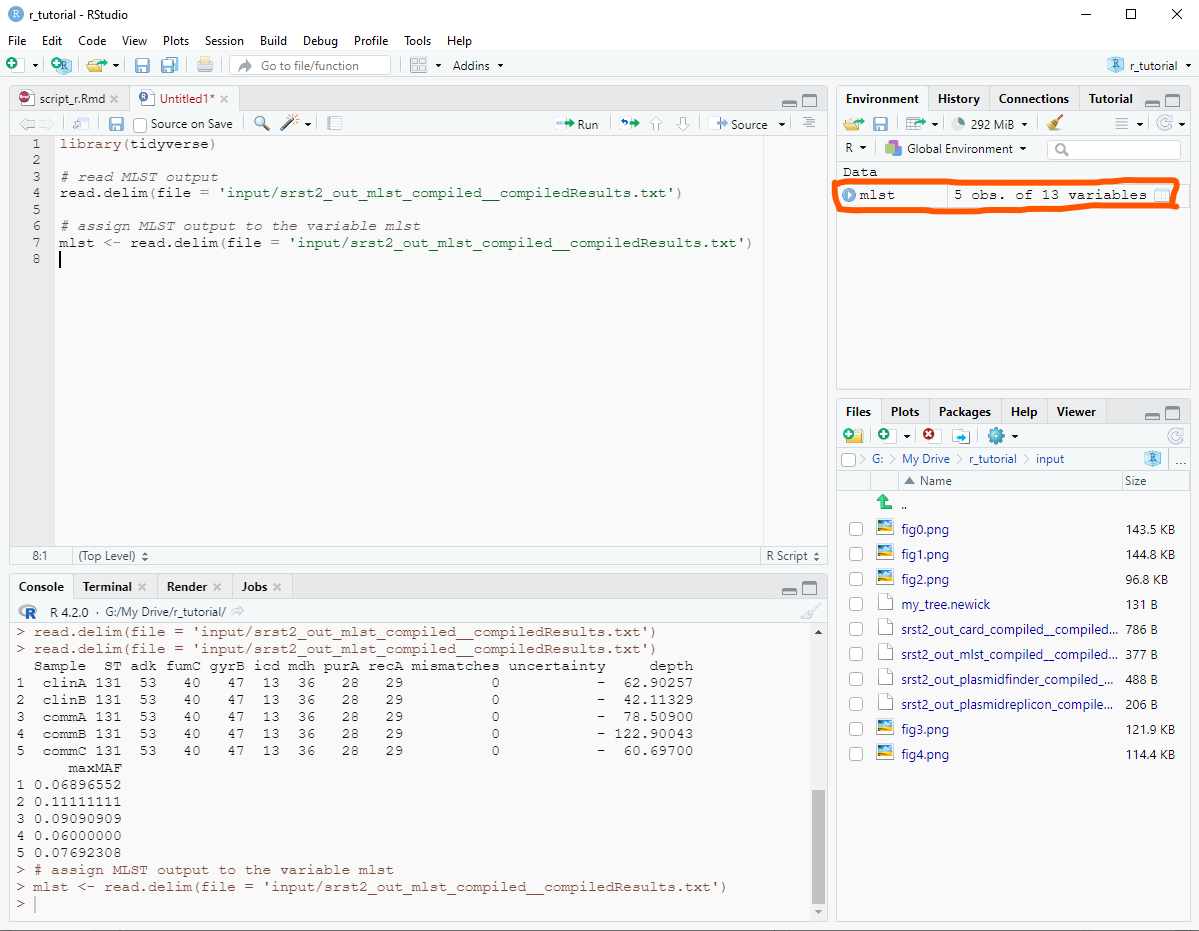 r_tutorial - RStudio
File Edit Code View Plots Session Build Debug Profile Tools Help
Go to file/function Addins r_tutorial
script_r.Rmd Untitled1*
Source on Save Run Source
1 library(tidyverse)
2
3 # read MLST output
4 read.delim(file = 'input/srst2_out_mlst_compiled__compiledResults.txt')
5
6 # assign MLST output to the variable mlst
7 mlst <- read.delim(file = 'input/srst2_out_mlst_compiled__compiledResults.txt')
8
8:1 (Top Level) R Script
Console Terminal Render Jobs
R 4.2.0 · G:/My Drive/r_tutorial/
> read.delim(file = 'input/srst2_out_mlst_compiled__compiledResults.txt')
> read.delim(file = 'input/srst2_out_mlst_compiled__compiledResults.txt')
Sample ST adk fumC gyrB icd mdh purA recA mismatches uncertainty depth
1 clinA 131 53 40 47 13 36 28 29 0 - 62.90257
2 clinB 131 53 40 47 13 36 28 29 0 - 42.11329
3 commA 131 53 40 47 13 36 28 29 0 - 78.50900
4 commB 131 53 40 47 13 36 28 29 0 - 122.90043
5 commC 131 53 40 47 13 36 28 29 0 - 60.69700
maxMAF
1 0.06896552
2 0.11111111
3 0.09090909
4 0.06000000
5 0.07692308
> # assign MLST output to the variable mlst
> mlst <- read.delim(file = 'input/srst2_out_mlst_compiled__compiledResults.txt')
>
Environment History Connections Tutorial
292 MiB
R Global Environment
Data
mlst 5 obs. of 13 variables
Files Plots Packages Help Viewer
G: My Drive r_tutorial input ...
Name Size
..
fig0.png 143.5 KB
fig1.png 144.8 KB
fig2.png 96.8 KB
my_tree.newick 131 B
srst2_out_card_compiled__compiled... 786 B
srst2_out_mlst_compiled__compiled... 377 B
srst2_out_plasmidfinder_compiled_... 488 B
srst2_out_plasmidreplicon_compile... 206 B
fig3.png 121.9 KB
fig4.png 114.4 KB